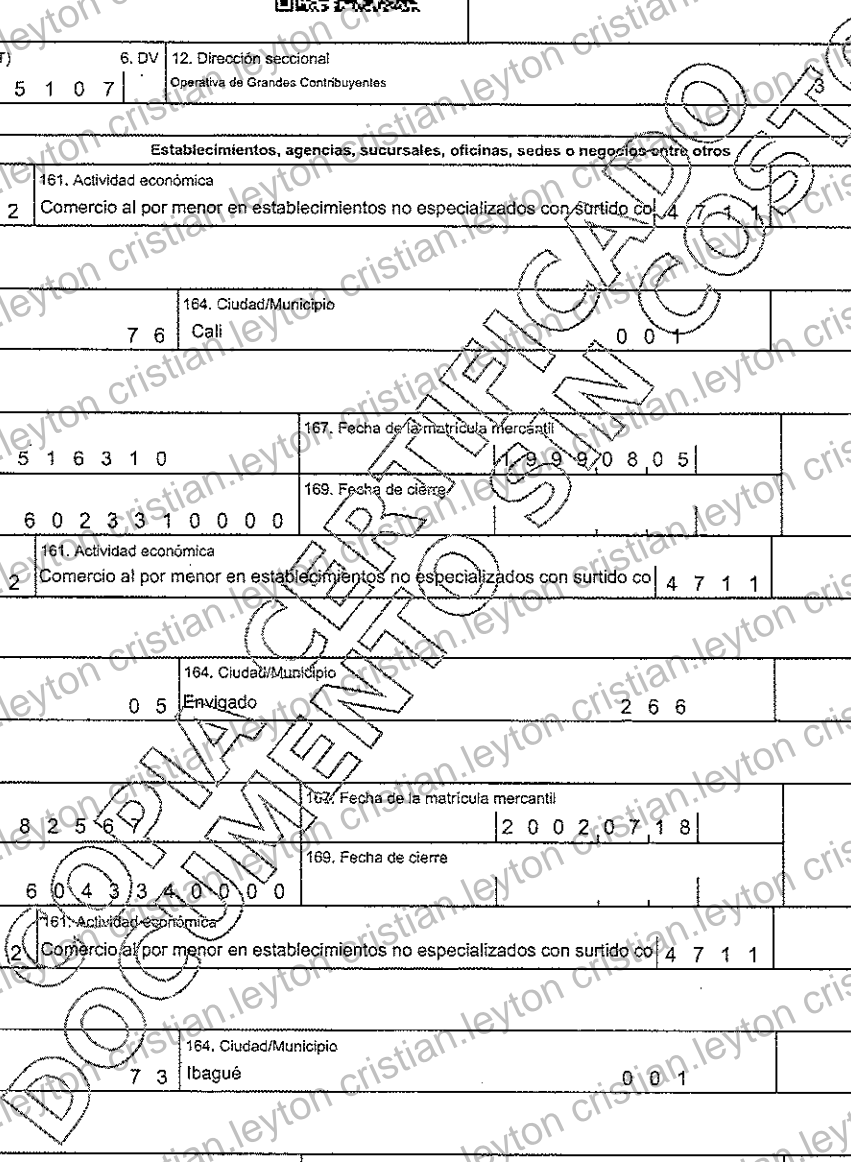 6. DV 12. Dirección seccional
5 1 0 7 Operativa de Grandes Contribuyentes 3
Establecimientos, agencias, sucursales, oficinas, sedes o negocios entre otros
161. Actividad económica
2 Comercio al por menor en establecimientos no especializados con surtido co 4 7 1 1
164. Ciudad/Municipio
7 6 Cali 0 0 1
167. Fecha de la matrícula mercantil
5 1 6 3 1 0 1 9 9 9 0 8 0 5
169. Fecha de cierre
6 0 2 3 3 1 0 0 0 0
161. Actividad económica
2 Comercio al por menor en establecimientos no especializados con surtido co 4 7 1 1
164. Ciudad/Municipio
0 5 Envigado 2 6 6
167. Fecha de la matrícula mercantil
8 2 5 6 2 0 0 2 0 7 1 8
169. Fecha de cierre
6 0 4 3 3 4 0 0 0 0
161. Actividad económica
2 Comercio al por menor en establecimientos no especializados con surtido co 4 7 1 1
164. Ciudad/Municipio
7 3 Ibagué 0 0 1
COPIA CERTIFICADO
DOCUMENTO SIN COSTO
cristian.leyton cristian.leyton cristian.leyton